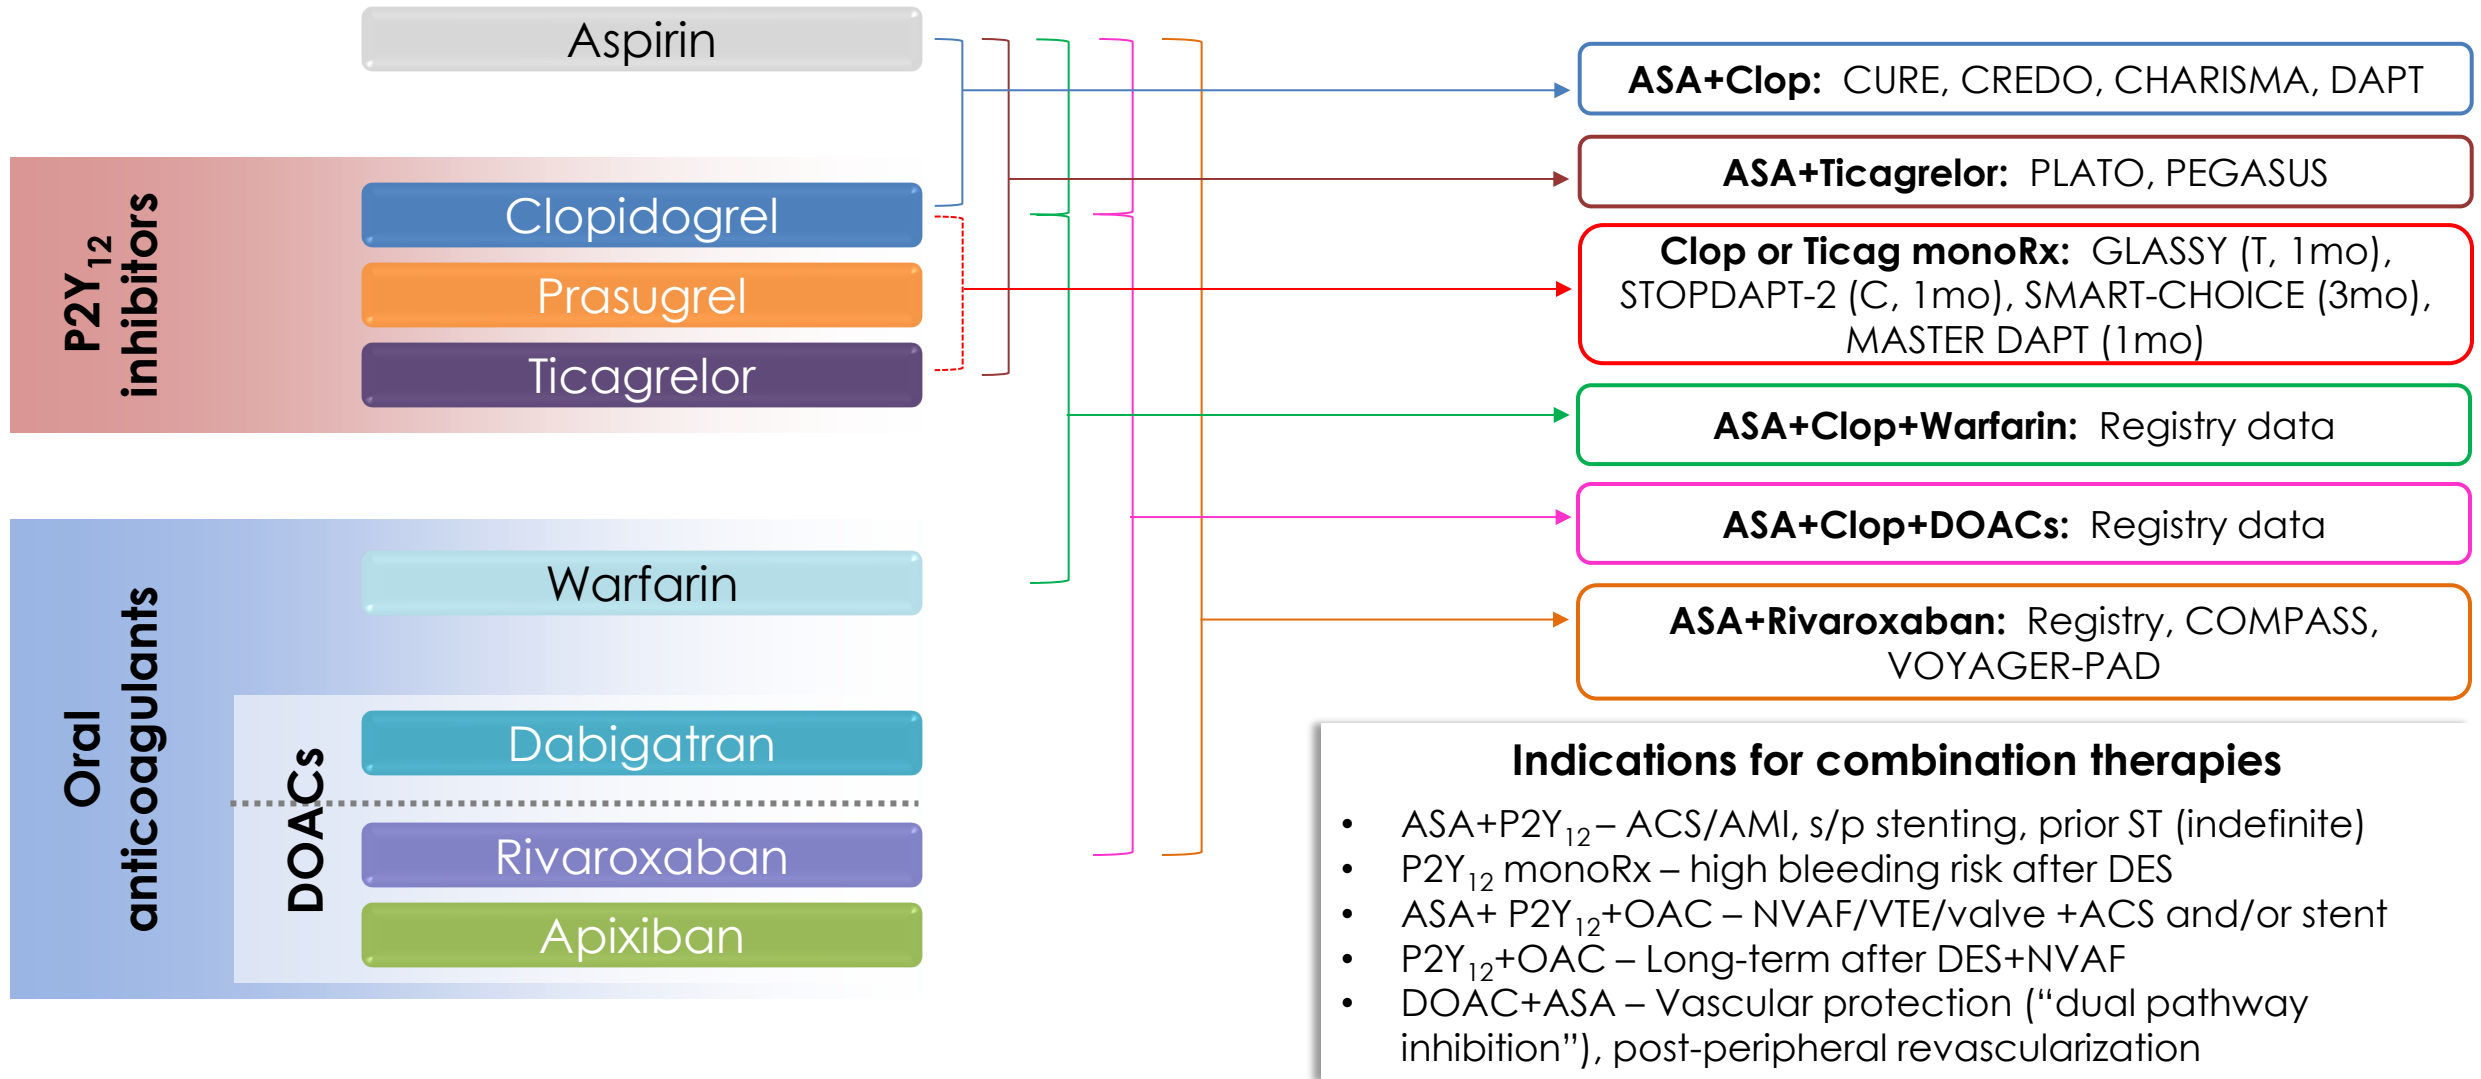 Aspirin
P2Y12
inhibitors
Clopidogrel
Prasugrel
Ticagrelor
Oral
anticoagulants
Warfarin
DOACs
Dabigatran
Rivaroxaban
Apixiban
ASA+Clop: CURE, CREDO, CHARISMA, DAPT
ASA+Ticagrelor: PLATO, PEGASUS
Clop or Ticag monoRx: GLASSY (T, 1mo),
STOPDAPT-2 (C, 1mo), SMART-CHOICE (3mo),
MASTER DAPT (1mo)
ASA+Clop+Warfarin: Registry data
ASA+Clop+DOACs: Registry data
ASA+Rivaroxaban: Registry, COMPASS,
VOYAGER-PAD
Indications for combination therapies
• ASA+P2Y12 – ACS/AMI, s/p stenting, prior ST (indefinite)
• P2Y12 monoRx – high bleeding risk after DES
• ASA+ P2Y12+OAC – NVAF/VTE/valve +ACS and/or stent
• P2Y12+OAC – Long-term after DES+NVAF
• DOAC+ASA – Vascular protection (“dual pathway
inhibition”), post-peripheral revascularization